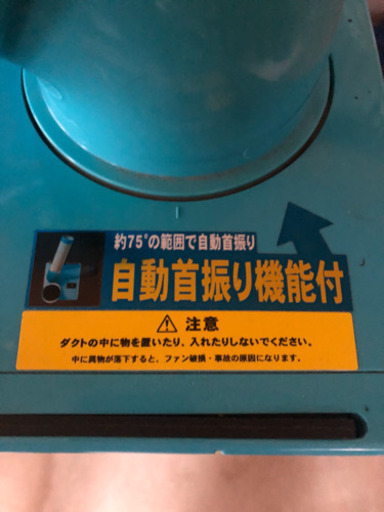 約75°の範囲で自動首振り
自動首振り機能付
注意
ダクトの中に物を置いたり、入れたりしないでください。
中に異物が落下すると、ファン破損・事故の原因になります。